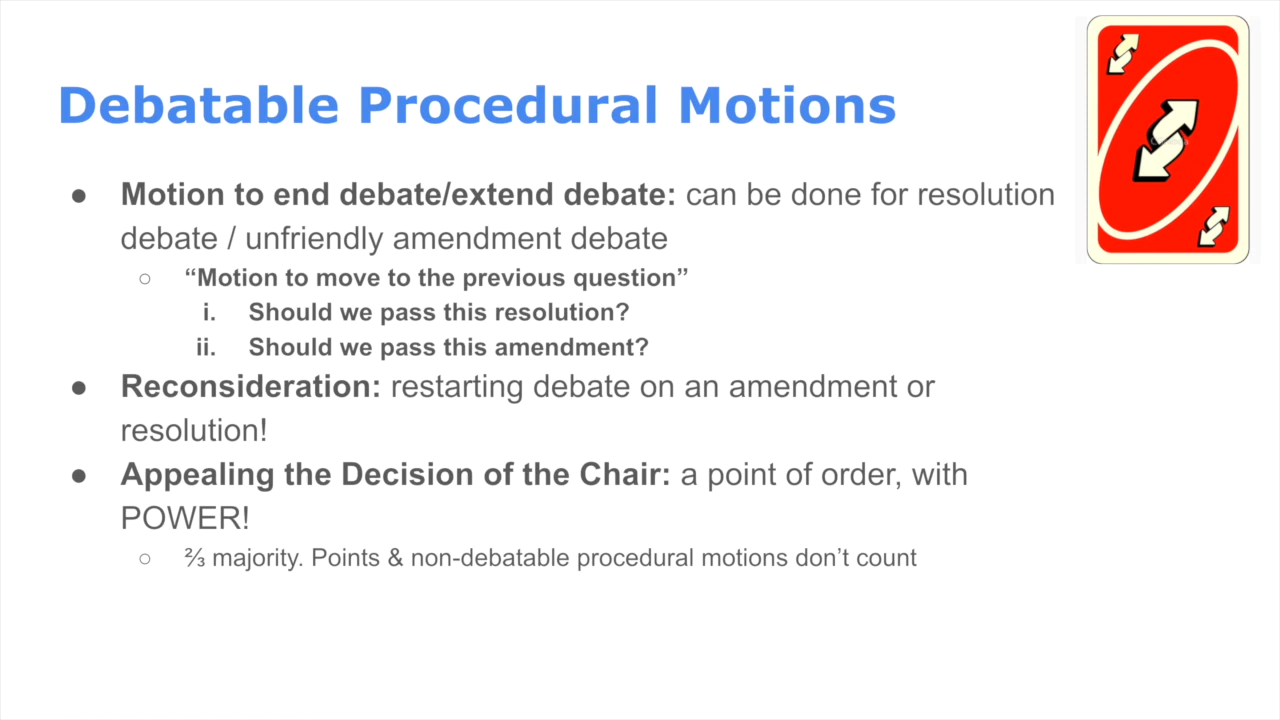 Debatable Procedural Motions
● Motion to end debate/extend debate: can be done for resolution
debate / unfriendly amendment debate
○ “Motion to move to the previous question”
i. Should we pass this resolution?
ii. Should we pass this amendment?
● Reconsideration: restarting debate on an amendment or
resolution!
● Appealing the Decision of the Chair: a point of order, with
POWER!
○ ⅔ majority. Points & non-debatable procedural motions don’t count